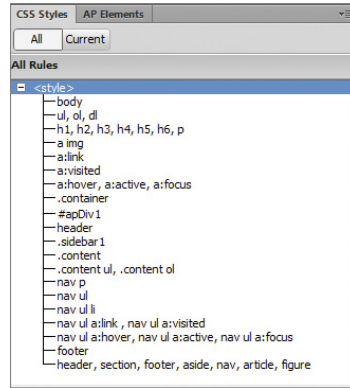 CSS Styles AP Elements
All Current
All Rules
<style>
body
ul, ol, dl
h1, h2, h3, h4, h5, h6, p
a img
a:link
a:visited
a:hover, a:active, a:focus
.container
#apDiv1
header
.sidebar1
.content
.content ul, .content ol
nav p
nav ul
nav ul li
nav ul a:link , nav ul a:visited
nav ul a:hover, nav ul a:active, nav ul a:focus
footer
header, section, footer, aside, nav, article, figure